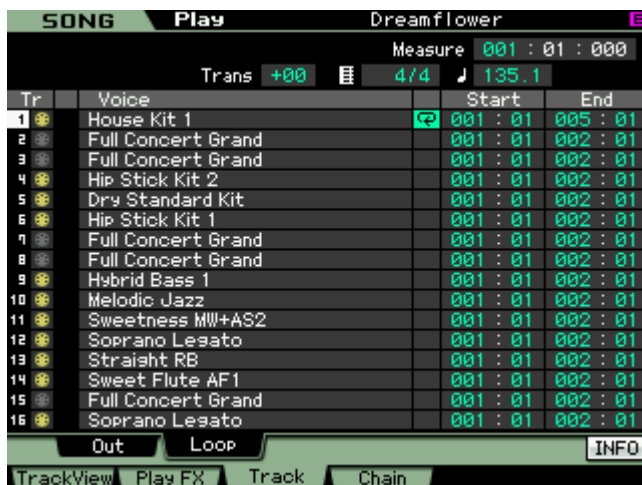 SONG Play Dreamflower E
Measure 001 : 01 : 000
Trans +00 4/4 135.1
Tr Voice Start End
1 House Kit 1 001 : 01 005 : 01
2 Full Concert Grand 001 : 01 002 : 01
3 Full Concert Grand 001 : 01 002 : 01
4 Hip Stick Kit 2 001 : 01 002 : 01
5 Dry Standard Kit 001 : 01 002 : 01
6 Hip Stick Kit 1 001 : 01 002 : 01
7 Full Concert Grand 001 : 01 002 : 01
8 Full Concert Grand 001 : 01 002 : 01
9 Hybrid Bass 1 001 : 01 002 : 01
10 Melodic Jazz 001 : 01 002 : 01
11 Sweetness MW+AS2 001 : 01 002 : 01
12 Soprano Legato 001 : 01 002 : 01
13 Straight RB 001 : 01 002 : 01
14 Sweet Flute AF1 001 : 01 002 : 01
15 Full Concert Grand 001 : 01 002 : 01
16 Soprano Legato 001 : 01 002 : 01
Out Loop INFO
TrackView Play FX Track Chain